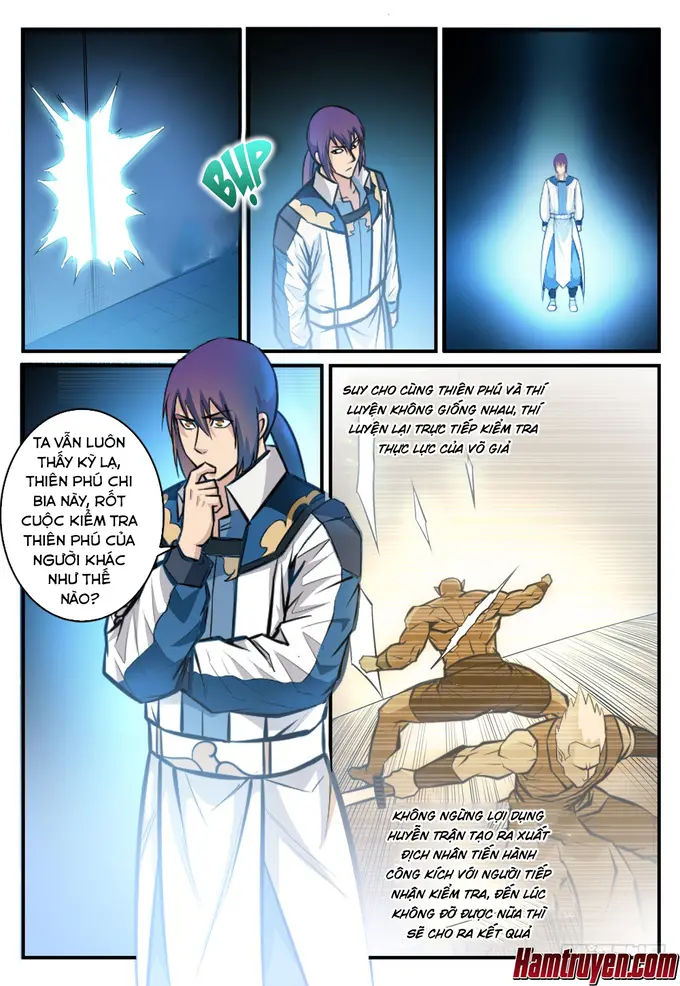 BỤP
TA VẪN LUÔN
THẤY KỲ LẠ,
THIÊN PHÚ CHI
BIA NÀY, RỐT
CUỘC KIỂM TRA
THIÊN PHÚ CỦA
NGƯỜI KHÁC
NHƯ THẾ
NÀO?
SUY CHO CÙNG THIÊN PHÚ VÀ THÍ
LUYỆN KHÔNG GIỐNG NHAU, THÍ
LUYỆN LẠI TRỰC TIẾP KIỂM TRA
THỰC LỰC CỦA VÕ GIẢ
KHÔNG NGỪNG LỢI DỤNG
HUYỄN TRẬN TẠO RA XUẤT
ĐỊCH NHÂN TIẾN HÀNH
CÔNG KÍCH VỚI NGƯỜI TIẾP
NHẬN KIỂM TRA, ĐẾN LÚC
KHÔNG ĐỠ ĐƯỢC NỮA THÌ
SẼ CHO RA KẾT QUẢ
Hamtruyen.com